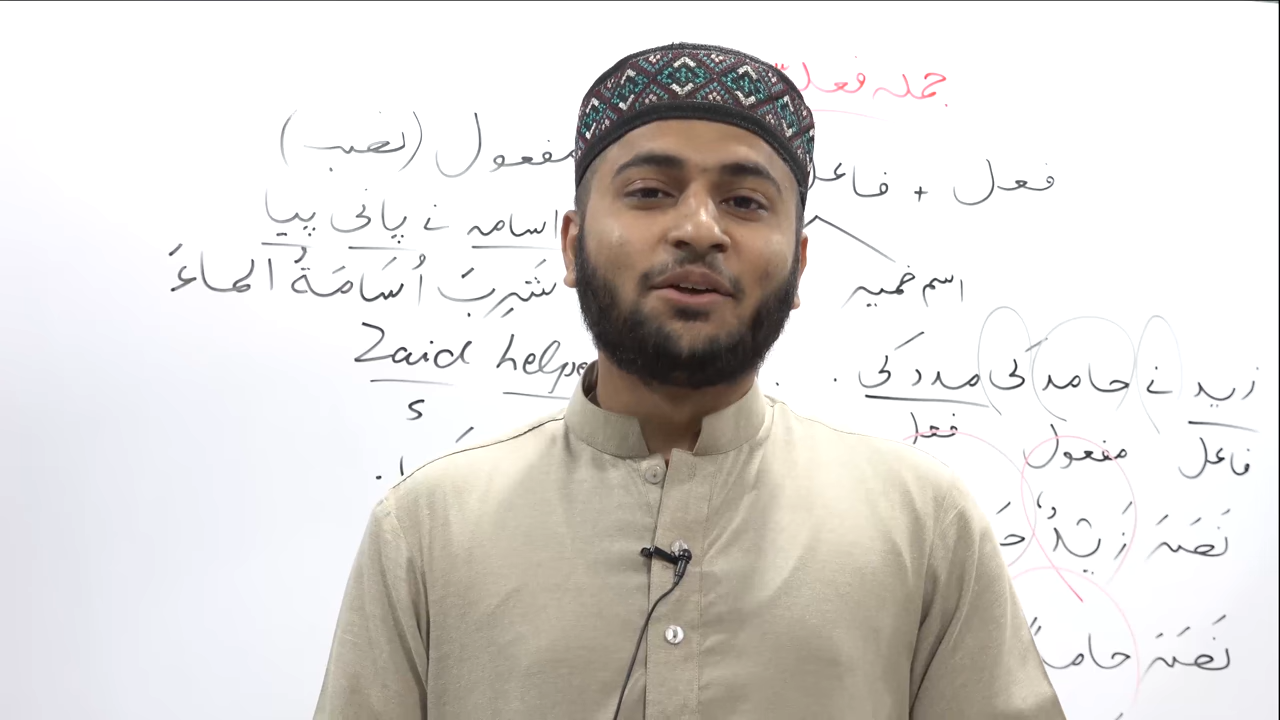 جملہ فعلیہ
فعل + فاعل
مفعول (نصب)
اسم ضمیر
اسامہ نے پانی پیا
شَرِبَ أُسَامَةُ الماءَ
Zaid helpe
S
زید نے حامد کی مدد کی .
فاعل مفعول فعل
نَصَرَ زَیْدٌ
نَصَرَ حامد